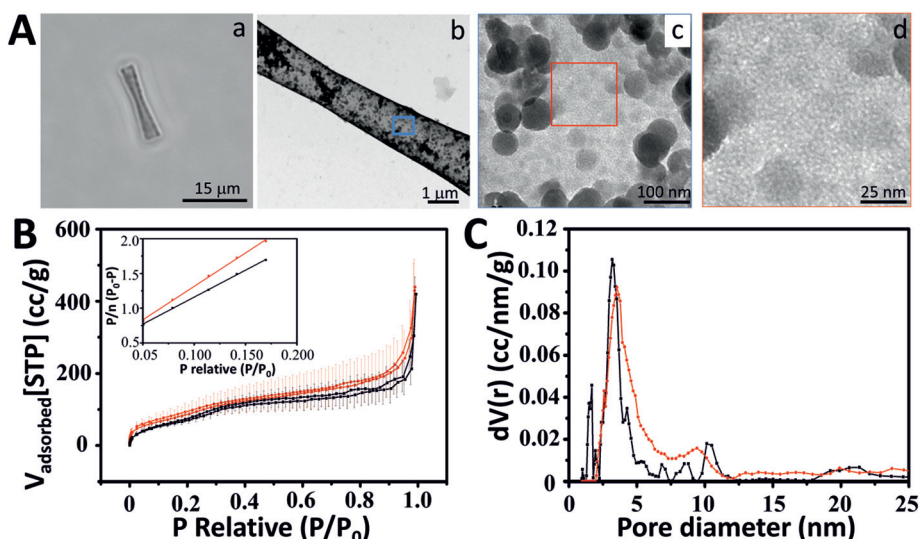 A
a
15 μm
b
1 μm
c
100 nm
d
25 nm
B
V adsorbed[STP] (cc/g)
600
400
200
0
0
0.2
0.4
0.6
0.8
1.0
P Relative (P/P0)
P/n (P0-P)
2.0
1.5
1.0
0.5
0.05
0.100
0.150
0.200
P relative (P/P0)
C
dV(r) (cc/nm/g)
0.12
0.10
0.08
0.06
0.04
0.02
0
0
5
10
15
20
25
Pore diameter (nm)